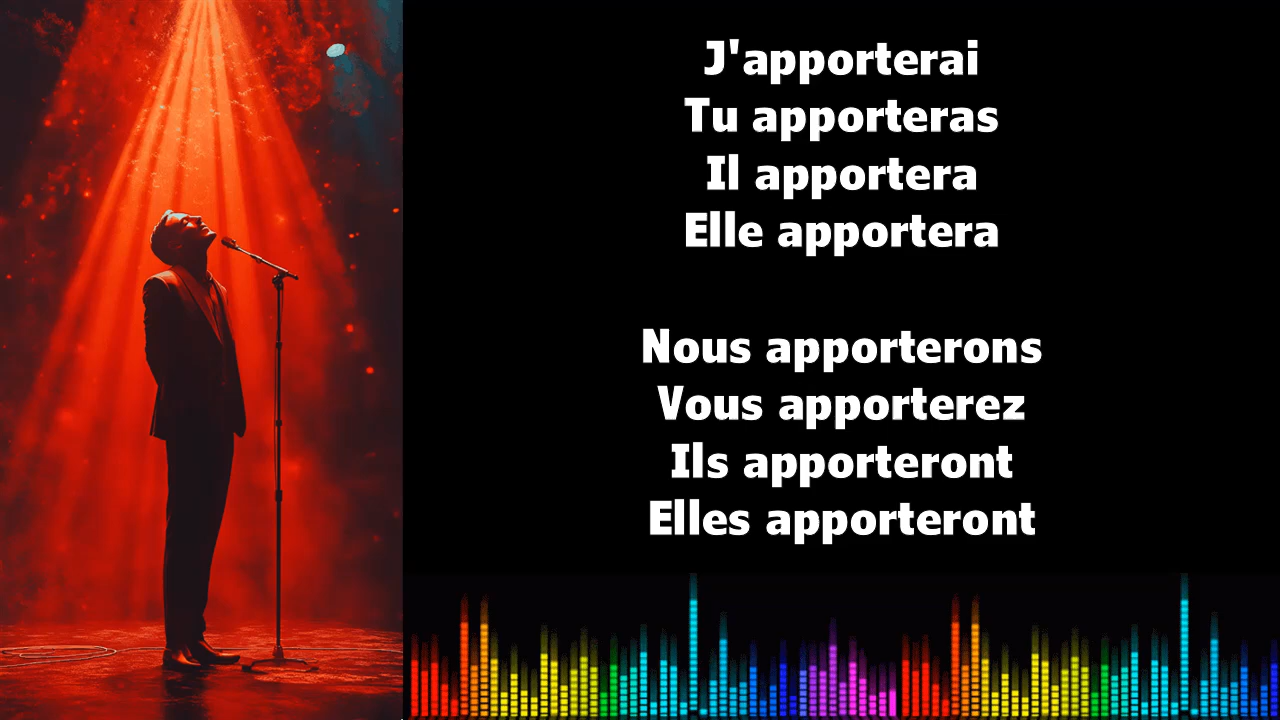 J'apporterai
Tu apporteras
Il apportera
Elle apportera
Nous apporterons
Vous apporterez
Ils apporteront
Elles apporteront